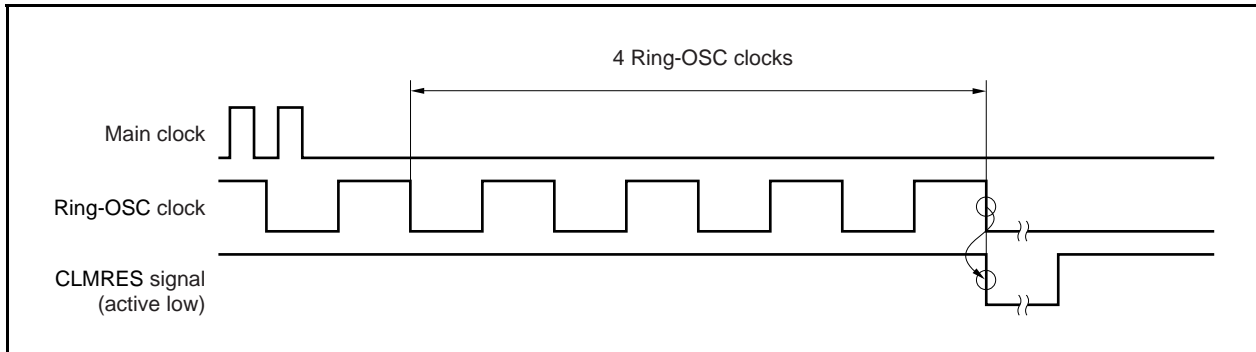 4 Ring-OSC clocks
Main clock
Ring-OSC clock
CLMRES signal
(active low)